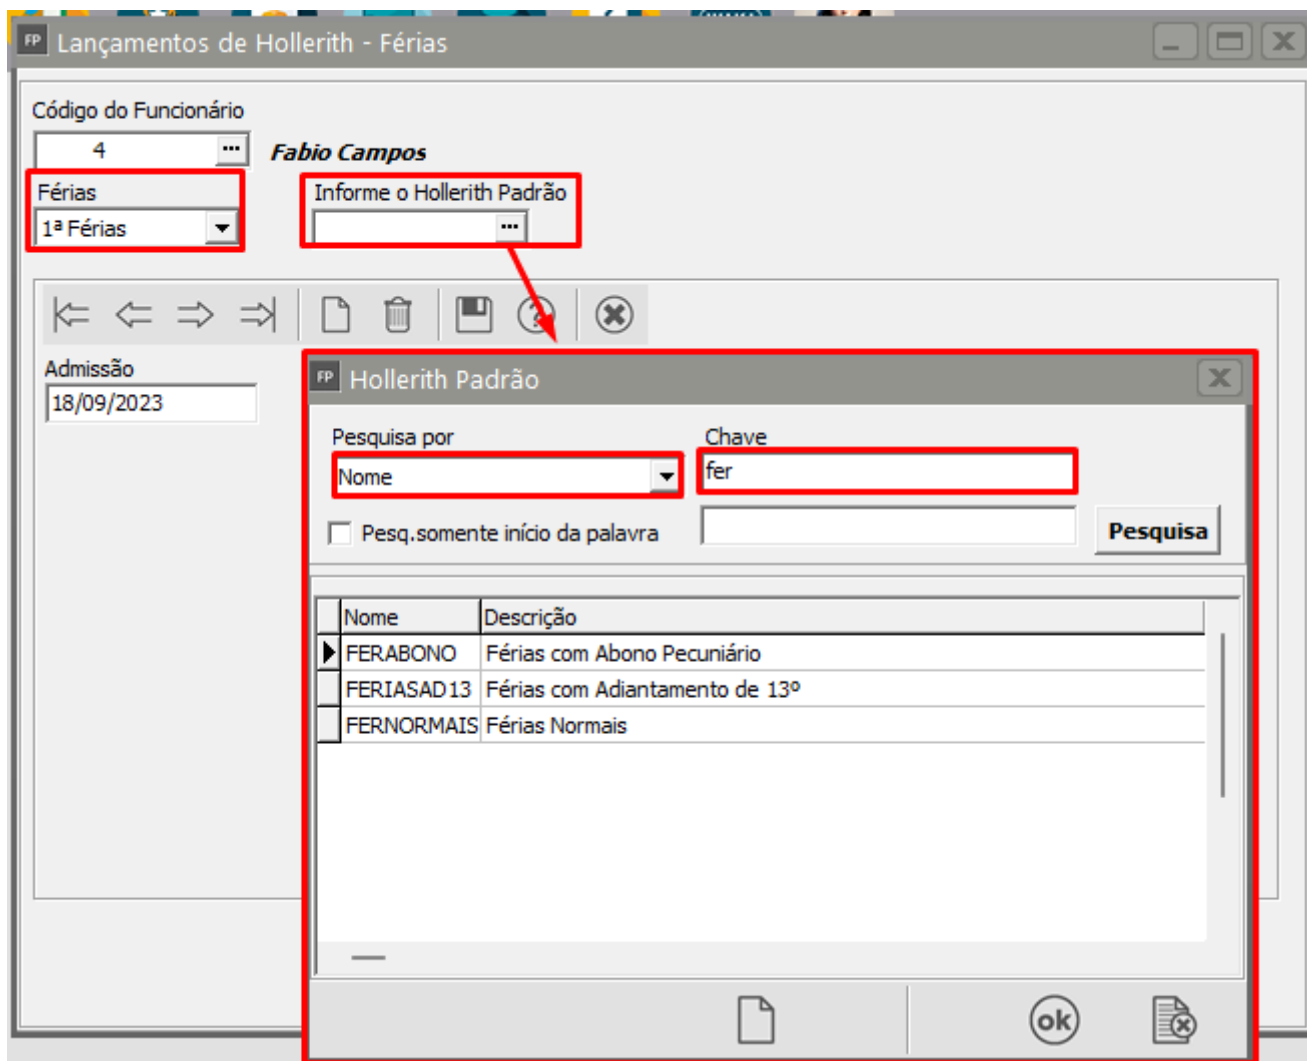 FP Lançamentos de Hollerith - Férias
Código do Funcionário
4 ... Fabio Campos
Férias
Informe o Hollerith Padrão
1ª Férias
...
Admissão
18/09/2023
FP Hollerith Padrão
Pesquisa por
Chave
Nome
fer
Pesq.somente início da palavra
Pesquisa
Nome Descrição
FERABONO Férias com Abono Pecuniário
FERIASAD13 Férias com Adiantamento de 13º
FERNORMAIS Férias Normais
ok